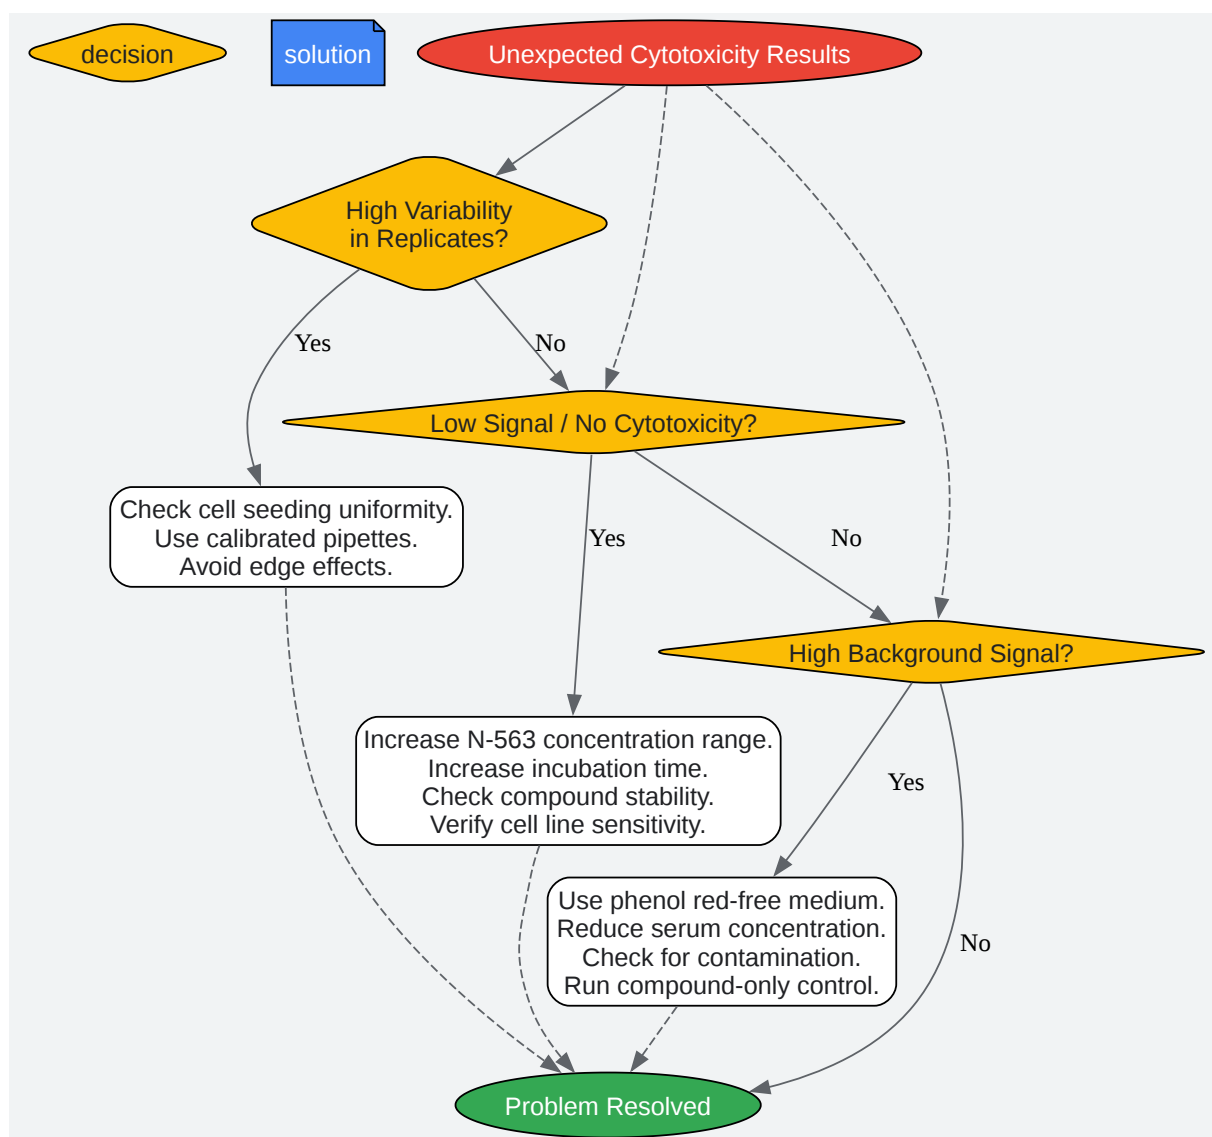 decision
solution
Unexpected Cytotoxicity Results
High Variability
in Replicates?
Yes
No
Low Signal / No Cytotoxicity?
Check cell seeding uniformity.
Use calibrated pipettes.
Avoid edge effects.
Yes
No
High Background Signal?
Increase N-563 concentration range.
Increase incubation time.
Check compound stability.
Verify cell line sensitivity.
Yes
Use phenol red-free medium.
Reduce serum concentration.
Check for contamination.
Run compound-only control.
No
Problem Resolved